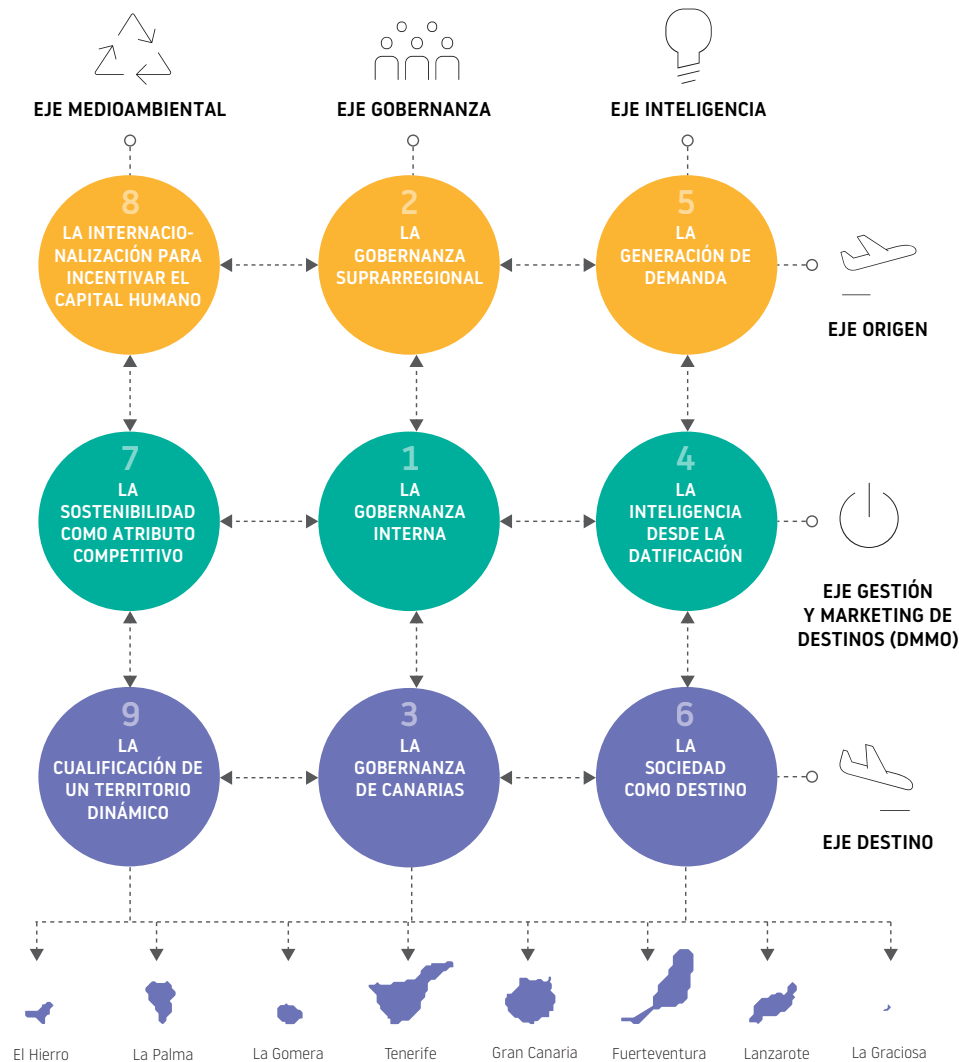 EJE MEDIOAMBIENTAL
EJE GOBERNANZA
EJE INTELIGENCIA
8
LA INTERNACIO-
NALIZACIÓN PARA
INCENTIVAR EL
CAPITAL HUMANO
2
LA
GOBERNANZA
SUPRARREGIONAL
5
LA
GENERACIÓN DE
DEMANDA
EJE ORIGEN
7
LA
SOSTENIBILIDAD
COMO ATRIBUTO
COMPETITIVO
1
LA
GOBERNANZA
INTERNA
4
LA
INTELIGENCIA
DESDE LA
DATIFICACIÓN
EJE GESTIÓN
Y MARKETING DE
DESTINOS (DMMO)
9
LA
CUALIFICACIÓN DE
UN TERRITORIO
DINÁMICO
3
LA
GOBERNANZA
DE CANARIAS
6
LA
SOCIEDAD
COMO DESTINO
EJE DESTINO
El Hierro
La Palma
La Gomera
Tenerife
Gran Canaria
Fuerteventura
Lanzarote
La Graciosa